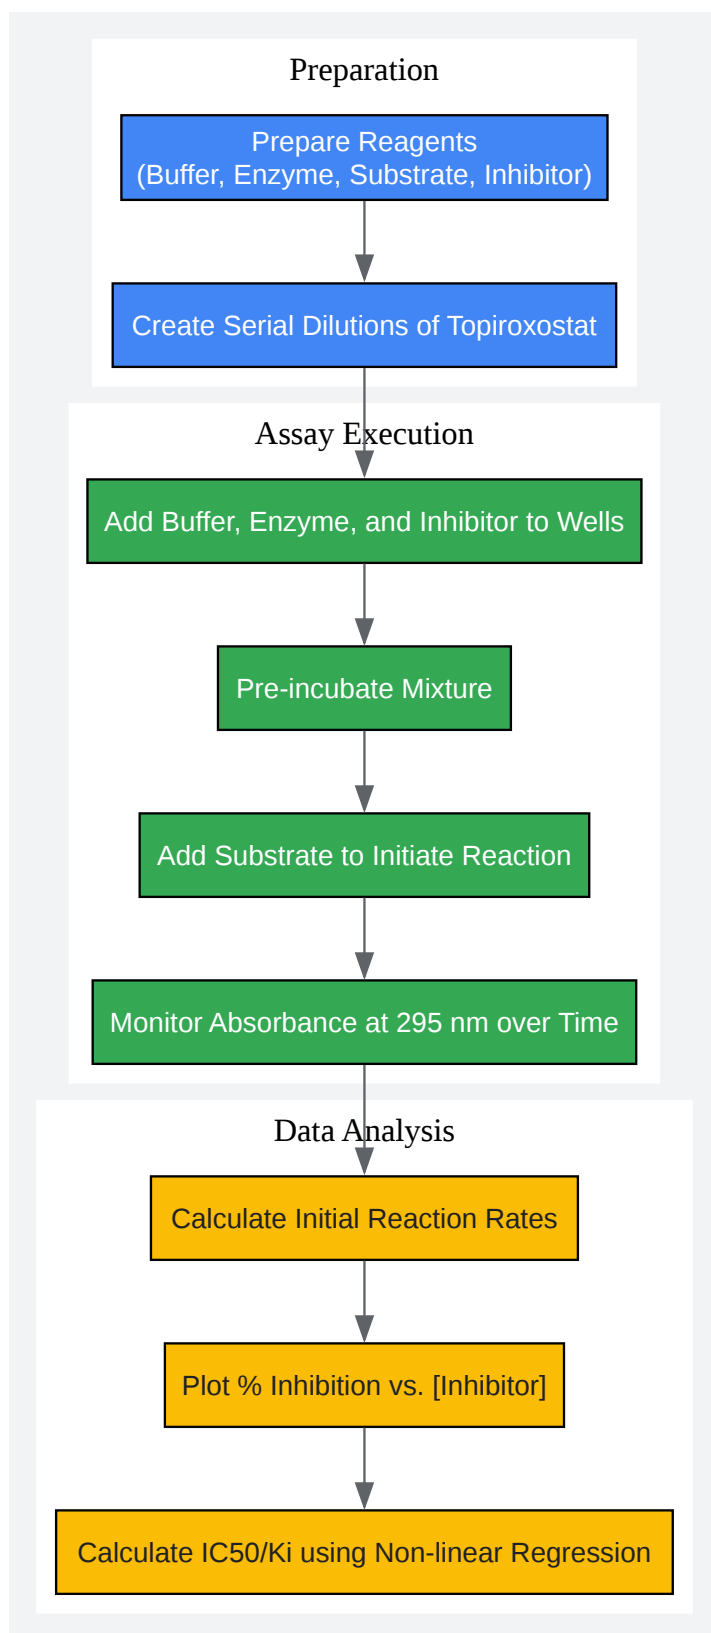 Preparation
Prepare Reagents
(Buffer, Enzyme, Substrate, Inhibitor)
Create Serial Dilutions of Topiroxostat
Assay Execution
Add Buffer, Enzyme, and Inhibitor to Wells
Pre-incubate Mixture
Add Substrate to Initiate Reaction
Monitor Absorbance at 295 nm over Time
Data Analysis
Calculate Initial Reaction Rates
Plot % Inhibition vs. [Inhibitor]
Calculate IC50/Ki using Non-linear Regression